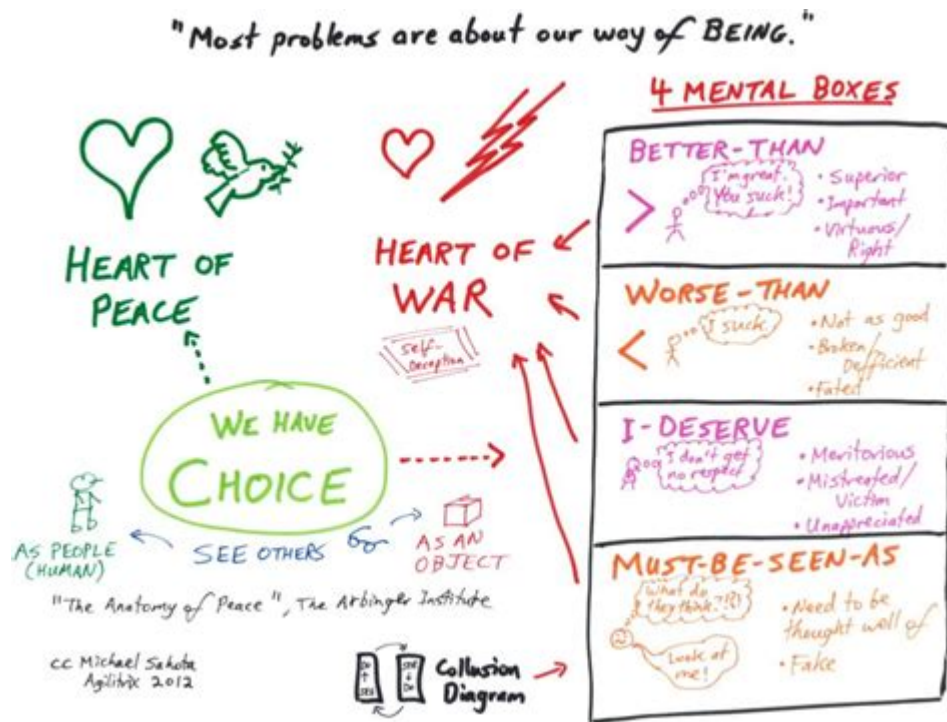 "Most problems are about our way of BEING."
4 MENTAL BOXES
HEART OF
PEACE
HEART OF
WAR
Self-
Deception
WE HAVE
CHOICE
AS PEOPLE
(HUMAN)
SEE OTHERS
AS AN
OBJECT
"The Anatomy of Peace", The Arbinger Institute
cc Michael Sahota
Agilitrix 2012
Collusion
Diagram
BETTER-THAN
>
I'm great.
You suck!
• Superior
• Important
• Virtuous/
Right
WORSE-THAN
<
I suck.
• Not as good
• Broken/
Defficient
• Fated
I-DESERVE
I don't get
no respect
• Meritorious
• Mistreated/
Victim
• Unappreciated
MUST-BE-SEEN-AS
What do
they think?!?!
Look at
me!
• Need to be
thought well of
• Fake